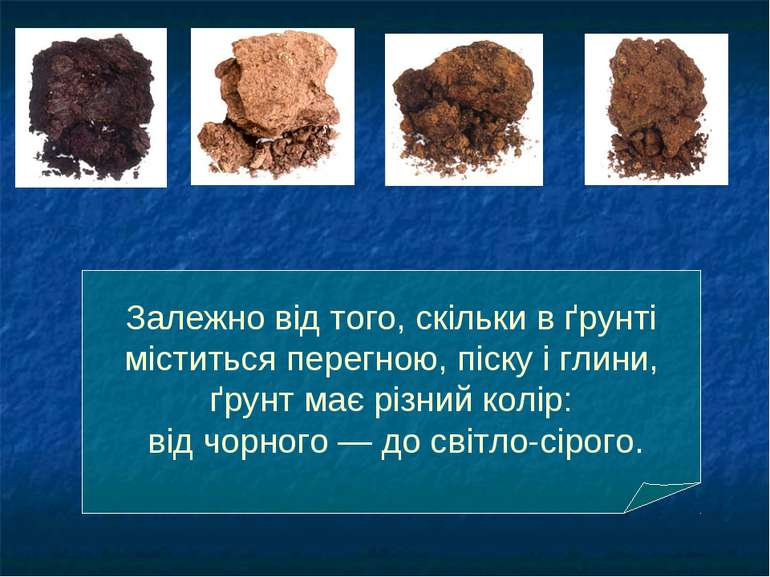 Залежно від того, скільки в ґрунті
міститься перегною, піску і глини,
ґрунт має різний колір:
від чорного — до світло-сірого.